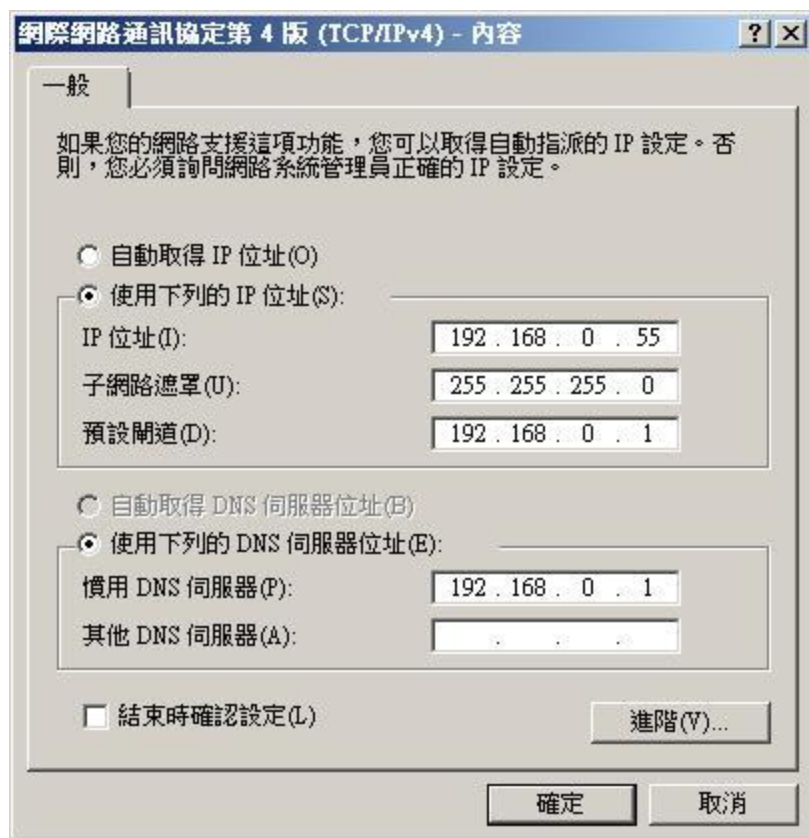 網際網路通訊協定第 4 版 (TCP/IPv4) - 內容
一般
如果您的網路支援這項功能，您可以取得自動指派的 IP 設定。否
則，您必須詢問網路系統管理員正確的 IP 設定。
自動取得 IP 位址(O)
使用下列的 IP 位址(S):
IP 位址(I): 192 . 168 . 0 . 55
子網路遮罩(U): 255 . 255 . 255 . 0
預設閘道(D): 192 . 168 . 0 . 1
自動取得 DNS 伺服器位址(B)
使用下列的 DNS 伺服器位址(E):
慣用 DNS 伺服器(P): 192 . 168 . 0 . 1
其他 DNS 伺服器(A): . . .
結束時確認設定(L) 進階(V)...
確定 取消